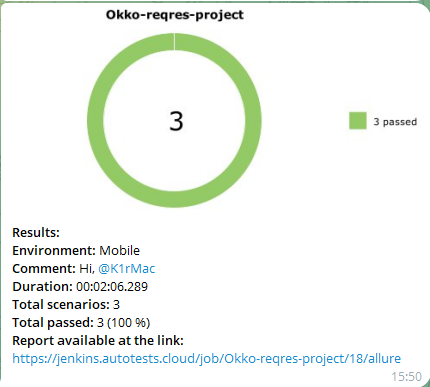 Okko-reqres-project
3
3 passed
Results:
Environment: Mobile
Comment: Hi, @K1rMac
Duration: 00:02:06.289
Total scenarios: 3
Total passed: 3 (100 %)
Report available at the link:
https://jenkins.autotests.cloud/job/Okko-reqres-project/18/allure
15:50